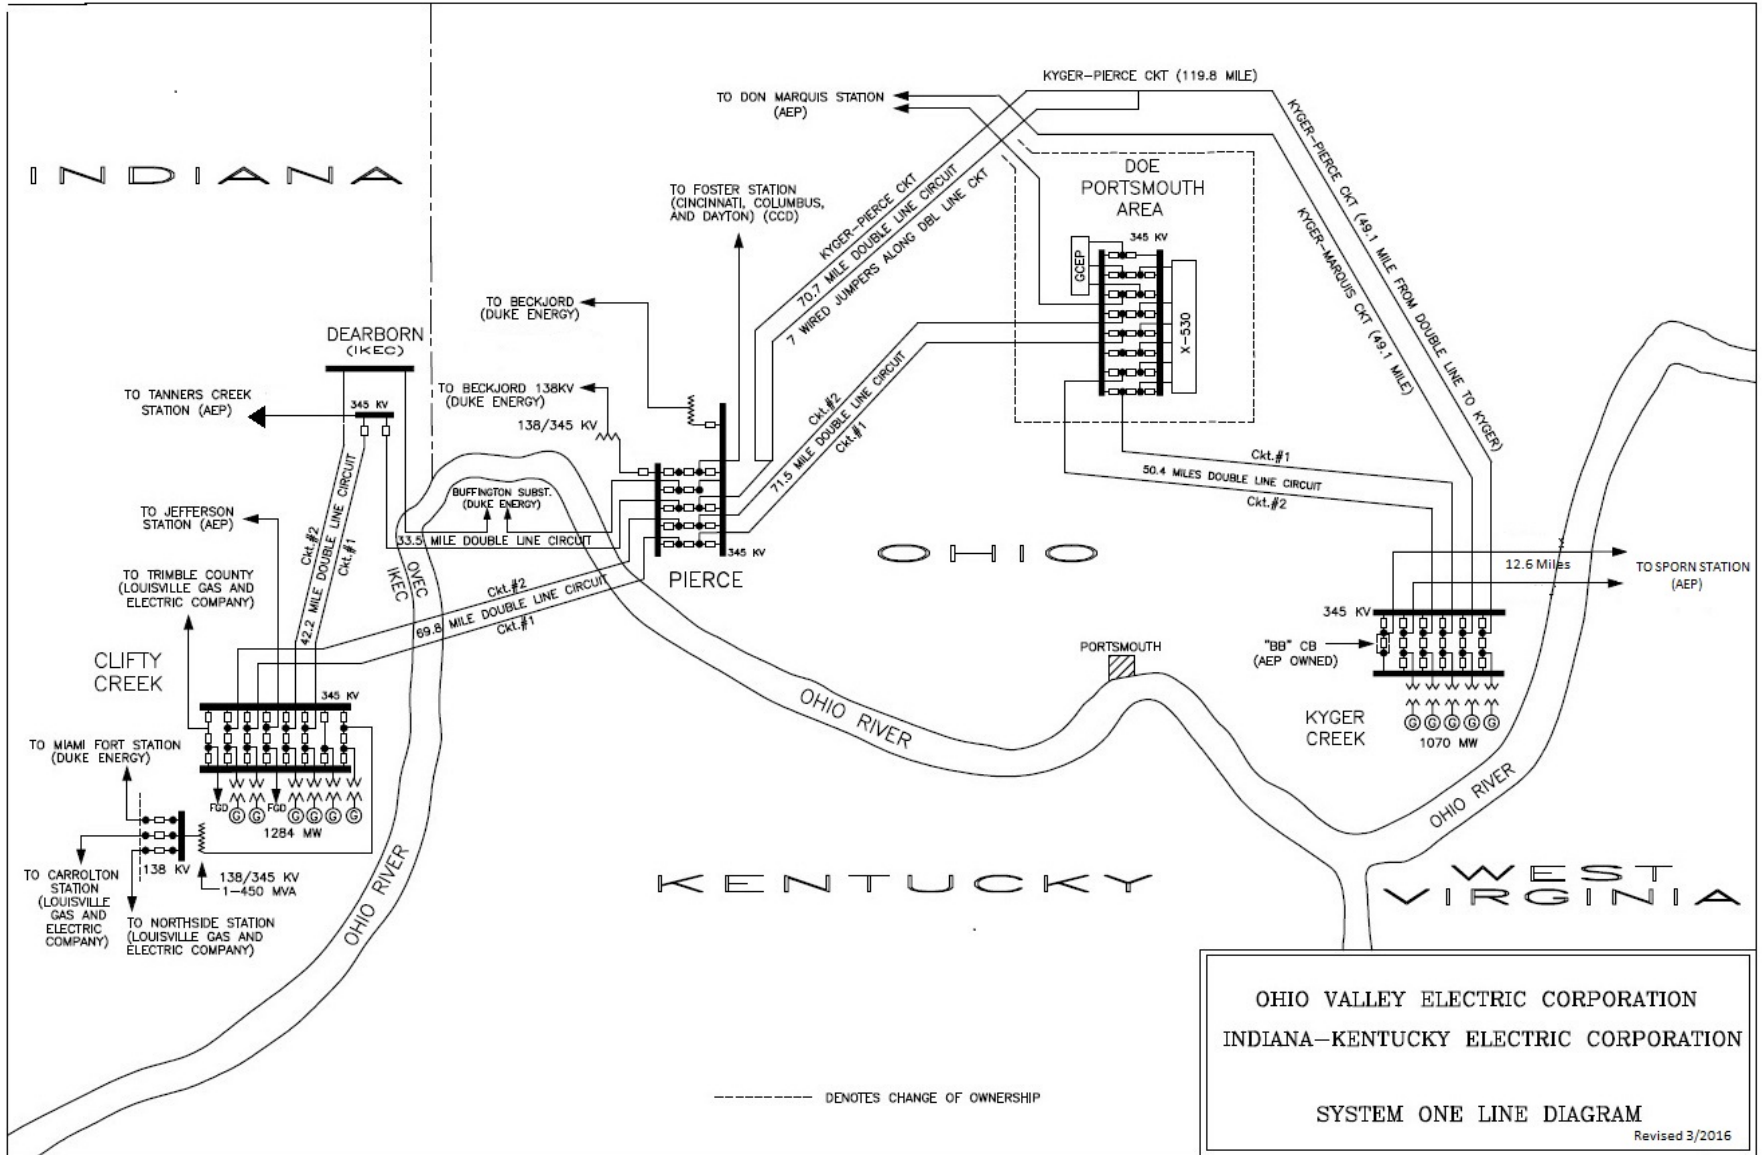 KYGER-PIERCE CKT (119.8 MILE)
TO DON MARQUIS STATION
(AEP)
INDIANA
KYGER-PIERCE CKT (49.1 MILE FROM DOUBLE LINE TO KYGER)
KYGER-MARQUIS CKT (49.1 MILE)
DOE
PORTSMOUTH
AREA
TO FOSTER STATION
(CINCINNATI, COLUMBUS,
AND DAYTON) (CCD)
KYGER-PIERCE CKT
70.7 MILE DOUBLE LINE CIRCUIT
7 WIRED JUMPERS ALONG DBL LINE CKT
345 KV
GCEP
X-530
TO BECKJORD
(DUKE ENERGY)
DEARBORN
(IKEC)
TO TANNERS CREEK
STATION (AEP)
345 KV
TO BECKJORD 138KV
(DUKE ENERGY)
138/345 KV
Ckt.#2
71.5 MILE DOUBLE LINE CIRCUIT
Ckt.#1
Ckt.#1
50.4 MILES DOUBLE LINE CIRCUIT
Ckt.#2
BUFFINGTON SUBST.
(DUKE ENERGY)
TO JEFFERSON
STATION (AEP)
Ckt.#2
42.2 MILE DOUBLE LINE CIRCUIT
Ckt.#1
33.5 MILE DOUBLE LINE CIRCUIT
345 KV
PIERCE
OHIO
12.6 Miles
TO SPORN STATION
(AEP)
OVEC
IKEC
TO TRIMBLE COUNTY
(LOUISVILLE GAS AND
ELECTRIC COMPANY)
Ckt.#2
69.8 MILE DOUBLE LINE CIRCUIT
Ckt.#1
345 KV
"BB" CB
(AEP OWNED)
PORTSMOUTH
CLIFTY
CREEK
345 KV
OHIO RIVER
KYGER
CREEK
G G G G G
1070 MW
TO MIAMI FORT STATION
(DUKE ENERGY)
FGD G G FGD G G G G
1284 MW
OHIO RIVER
138 KV
138/345 KV
1-450 MVA
TO CARROLTON
STATION
(LOUISVILLE
GAS AND
ELECTRIC
COMPANY)
TO NORTHSIDE STATION
(LOUISVILLE GAS AND
ELECTRIC COMPANY)
OHIO RIVER
KENTUCKY
WEST
VIRGINIA
OHIO VALLEY ELECTRIC CORPORATION
INDIANA-KENTUCKY ELECTRIC CORPORATION
SYSTEM ONE LINE DIAGRAM
Revised 3/2016
DENOTES CHANGE OF OWNERSHIP